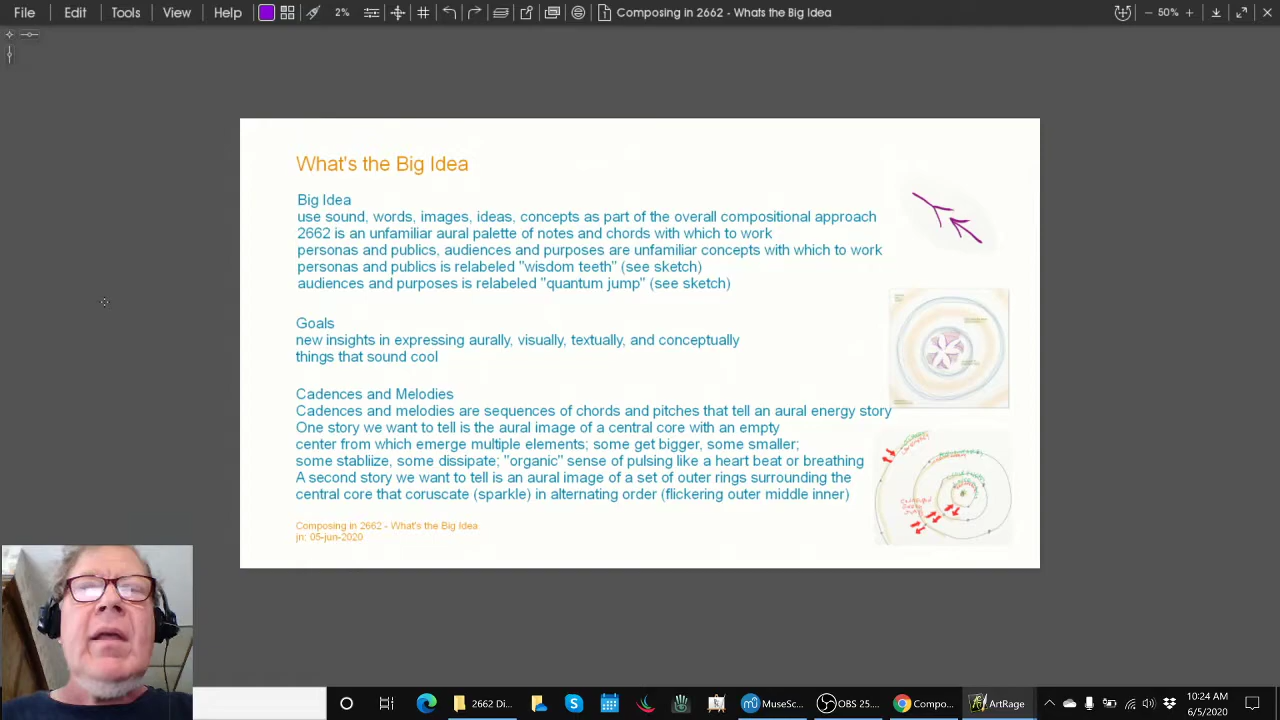 File Edit Tools View Help 2% Composing in 2662 - Whats the Big Idea 50%
What's the Big Idea
Big Idea
use sound, words, images, ideas, concepts as part of the overall compositional approach
2662 is an unfamiliar aural palette of notes and chords with which to work
personas and publics, audiences and purposes are unfamiliar concepts with which to work
personas and publics is relabeled "wisdom teeth" (see sketch)
audiences and purposes is relabeled "quantum jump" (see sketch)
Goals
new insights in expressing aurally, visually, textually, and conceptually
things that sound cool
Cadences and Melodies
Cadences and melodies are sequences of chords and pitches that tell an aural energy story
One story we want to tell is the aural image of a central core with an empty
center from which emerge multiple elements; some get bigger, some smaller;
some stabliize, some dissipate; "organic" sense of pulsing like a heart beat or breathing
A second story we want to tell is an aural image of a set of outer rings surrounding the
central core that coruscate (sparkle) in alternating order (flickering outer middle inner)
Composing in 2662 - What's the Big Idea
jn: 05-jun-2020
2662 Di... MuseSc... OBS 25.... Compo... ArtRage
10:24 AM
6/5/2020